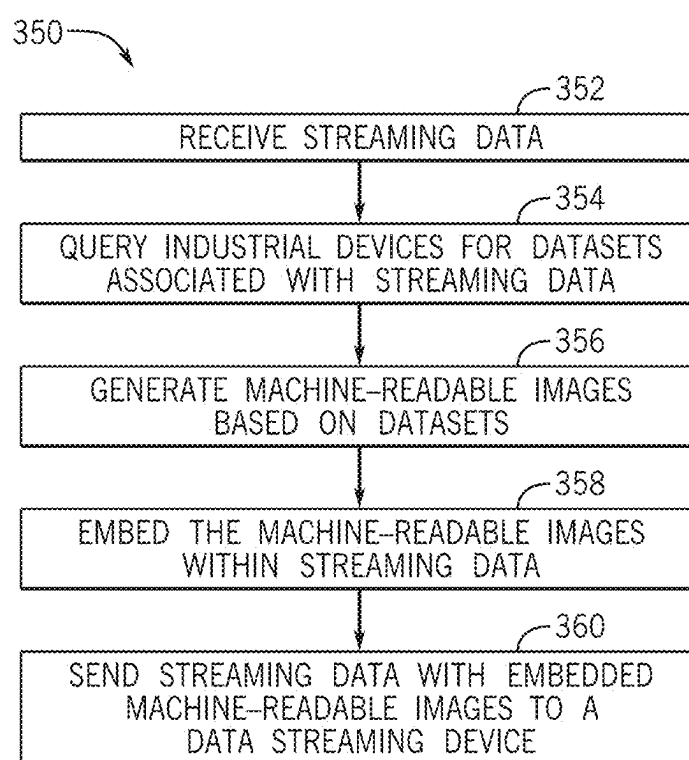 350
352
RECEIVE STREAMING DATA
354
QUERY INDUSTRIAL DEVICES FOR DATASETS
ASSOCIATED WITH STREAMING DATA
356
GENERATE MACHINE–READABLE IMAGES
BASED ON DATASETS
358
EMBED THE MACHINE–READABLE IMAGES
WITHIN STREAMING DATA
360
SEND STREAMING DATA WITH EMBEDDED
MACHINE–READABLE IMAGES TO A
DATA STREAMING DEVICE